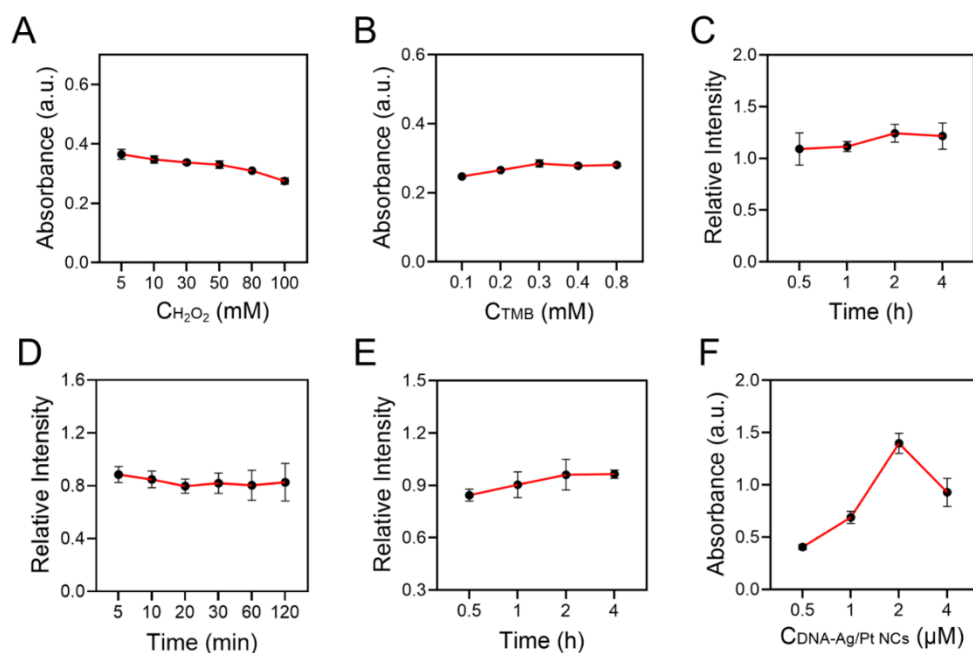 A
Absorbance (a.u.)
0.6
0.4
0.2
0.0
5 10 30 50 80 100
CH₂O₂ (mM)
B
Absorbance (a.u.)
0.6
0.4
0.2
0.0
0.1 0.2 0.3 0.4 0.8
CTMB (mM)
C
Relative Intensity
2.0
1.5
1.0
0.5
0.0
0.5 1 2 4
Time (h)
D
Relative Intensity
1.6
1.2
0.8
0.4
0.0
5 10 20 30 60 120
Time (min)
E
Relative Intensity
1.5
1.2
0.9
0.6
0.3
0.5 1 2 4
Time (h)
F
Absorbance (a.u.)
2.0
1.5
1.0
0.5
0.0
0.5 1 2 4
CDNA-Ag/Pt NCs (μM)